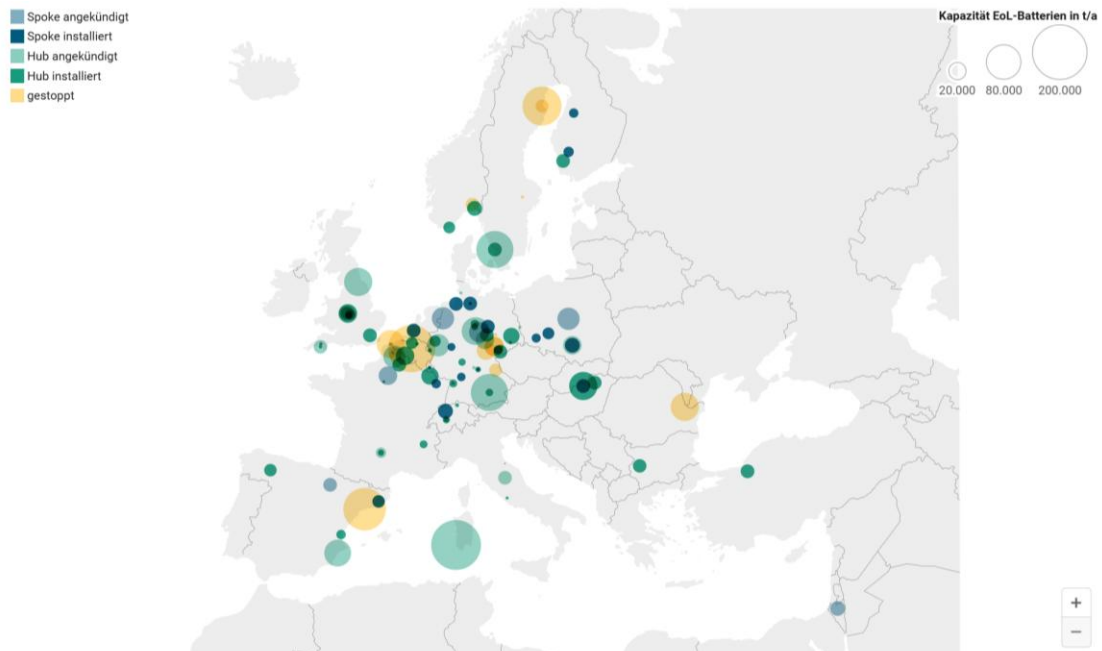 Spoke angekündigt
Spoke installiert
Hub angekündigt
Hub installiert
gestoppt
Kapazität EoL-Batterien in t/a
20.000 80.000 200.000
+
−